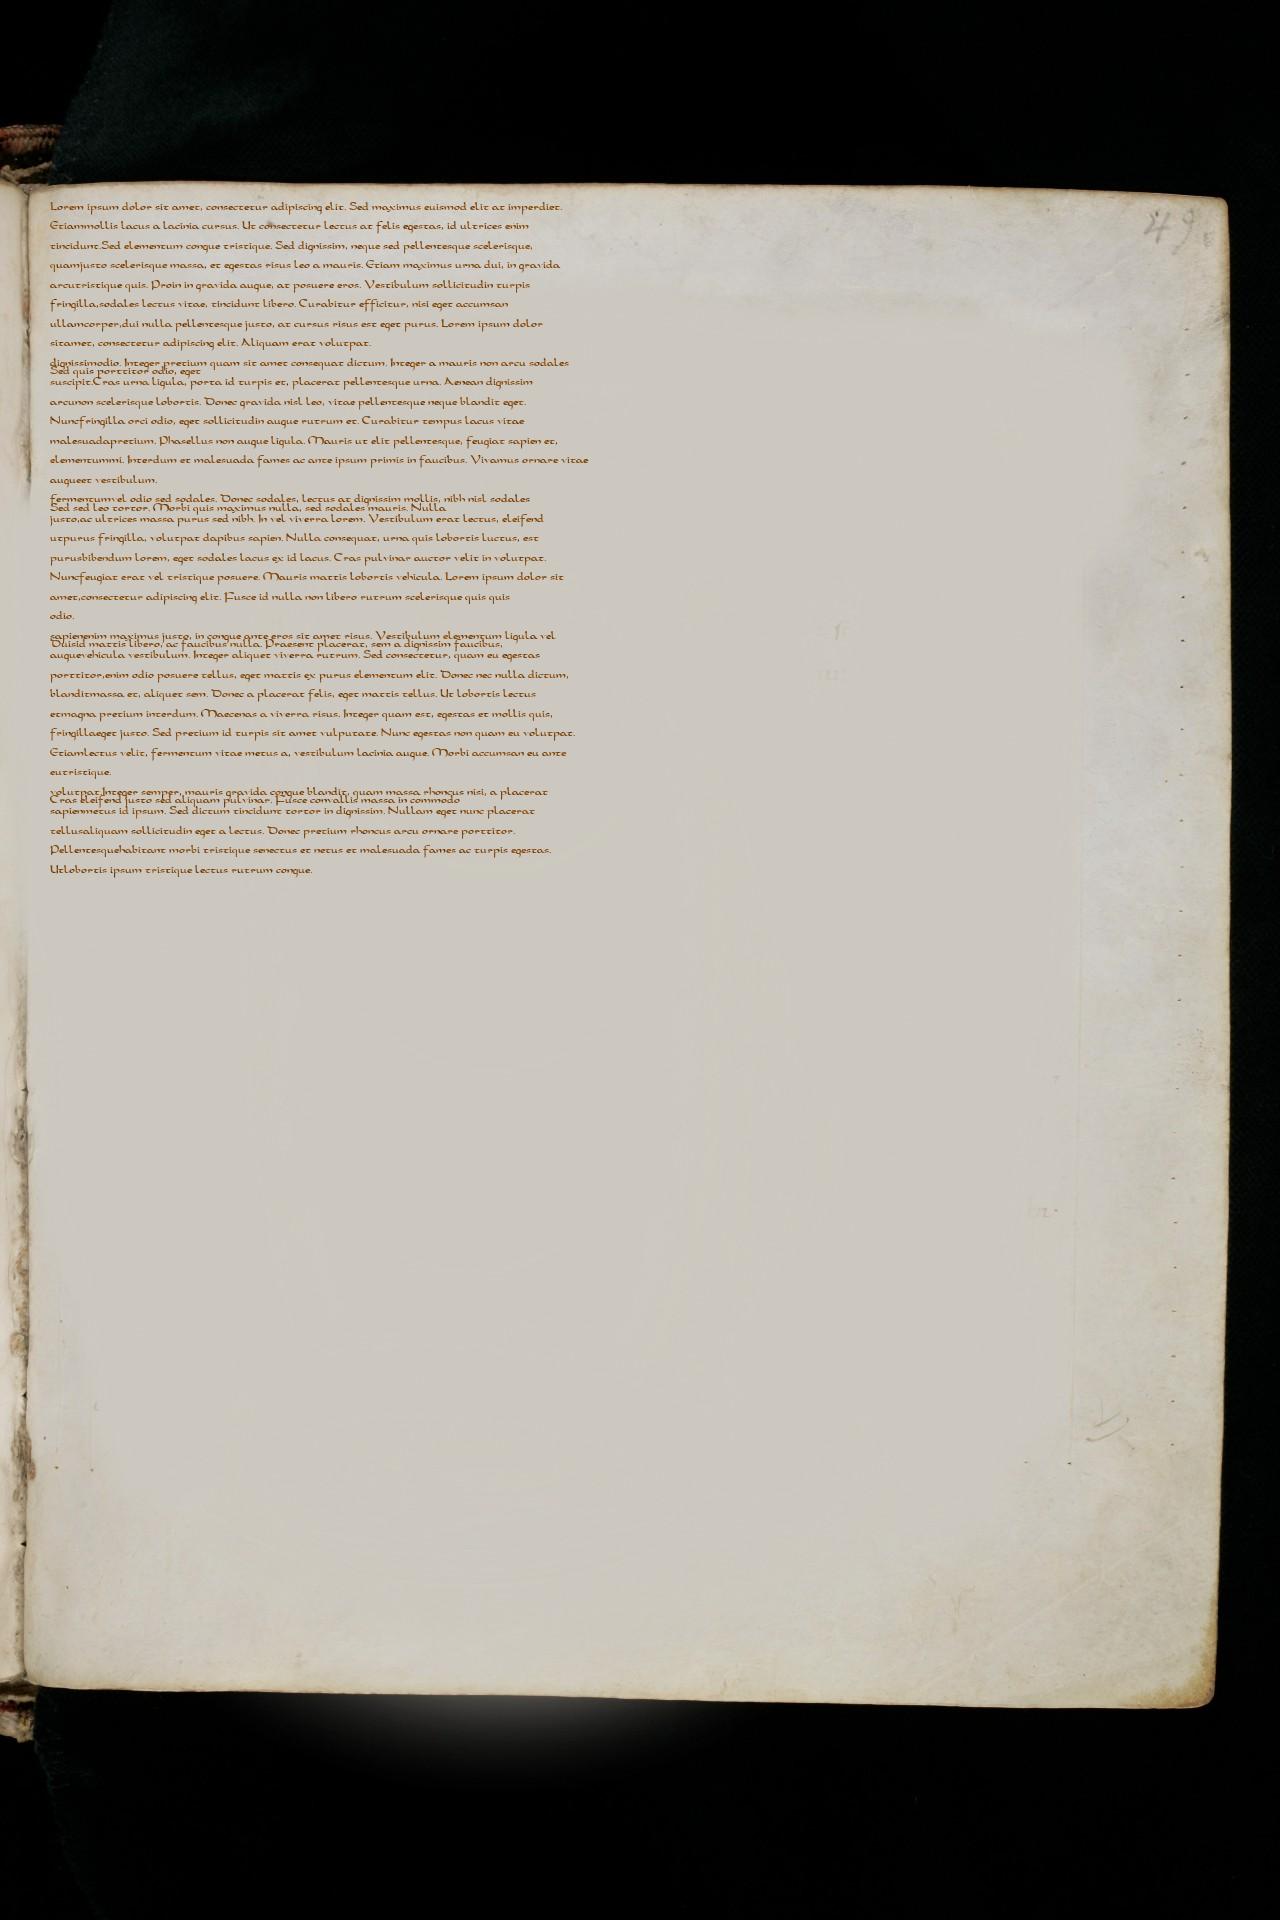 49
Lorem ipsum dolor sit amet, consectetur adipiscing elit. Sed maximus euismod elit at imperdiet.
Etiammollis lacus a lacinia cursus. Ut consectetur lectus at felis egestas, id ultrices enim
tincidunt.Sed elementum congue tristique. Sed dignissim, neque sed pellentesque scelerisque,
quamjusto scelerisque massa, et egestas risus leo a mauris. Etiam maximus urna dui, in gravida
arcutristique quis. Proin in gravida augue, at posuere eros. Vestibulum sollicitudin turpis
fringilla,sodales lectus vitae, tincidunt libero. Curabitur efficitur, nisi eget accumsan
ullamcorper,dui nulla pellentesque justo, at cursus risus est eget purus. Lorem ipsum dolor
sitamet, consectetur adipiscing elit. Aliquam erat volutpat.
dignissimodio. Integer pretium quam sit amet consequat dictum. Integer a mauris non arcu sodales
Sed quis porttitor odio, eget
suscipit.Cras urna ligula, porta id turpis et, placerat pellentesque urna. Aenean dignissim
arcunon scelerisque lobortis. Donec gravida nisl leo, vitae pellentesque neque blandit eget.
Nuncfringilla orci odio, eget sollicitudin augue rutrum et. Curabitur tempus lacus vitae
malesuadapretium. Phasellus non augue ligula. Mauris ut elit pellentesque, feugiat sapien et,
elementummi. Interdum et malesuada fames ac ante ipsum primis in faucibus. Vivamus ornare vitae
augueet vestibulum.
fermentumvel odio sed sodales. Donec sodales, lectus at dignissim mollis, nibh nisl sodales
Sed sed leo tortor. Morbi quis maximus nulla, sed sodales mauris. Nulla
justo,ac ultrices massa purus sed nibh. In vel viverra lorem. Vestibulum erat lectus, eleifend
utpurus fringilla, volutpat dapibus sapien. Nulla consequat, urna quis lobortis luctus, est
purusbibendum lorem, eget sodales lacus ex id lacus. Cras pulvinar auctor velit in volutpat.
Nuncfeugiat erat vel tristique posuere. Mauris mattis lobortis vehicula. Lorem ipsum dolor sit
amet,consectetur adipiscing elit. Fusce id nulla non libero rutrum scelerisque quis quis
odio.
sapienenim maximus justo, in congue ante eros sit amet risus. Vestibulum elementum ligula vel
Duisid mattis libero, ac faucibus nulla. Praesent placerat, sem a dignissim faucibus,
auguevehicula vestibulum. Integer aliquet viverra rutrum. Sed consectetur, quam eu egestas
porttitor,enim odio posuere tellus, eget mattis ex purus elementum elit. Donec nec nulla dictum,
blanditmassa et, aliquet sem. Donec a placerat felis, eget mattis tellus. Ut lobortis lectus
etmagna pretium interdum. Maecenas a viverra risus. Integer quam est, egestas et mollis quis,
fringillaeget justo. Sed pretium id turpis sit amet vulputate. Nunc egestas non quam eu volutpat.
Etiamlectus velit, fermentum vitae metus a, vestibulum lacinia augue. Morbi accumsan eu ante
eutristique.
volutpat.Integer semper, mauris gravida congue blandit, quam massa rhoncus nisi, a placerat
Cras eleifend justo sed aliquam pulvinar. Fusce convallis massa in commodo
sapienmetus id ipsum. Sed dictum tincidunt tortor in dignissim. Nullam eget nunc placerat
tellusaliquam sollicitudin eget a lectus. Donec pretium rhoncus arcu ornare porttitor.
Pellentesquehabitant morbi tristique senectus et netus et malesuada fames ac turpis egestas.
Utlobortis ipsum tristique lectus rutrum congue.